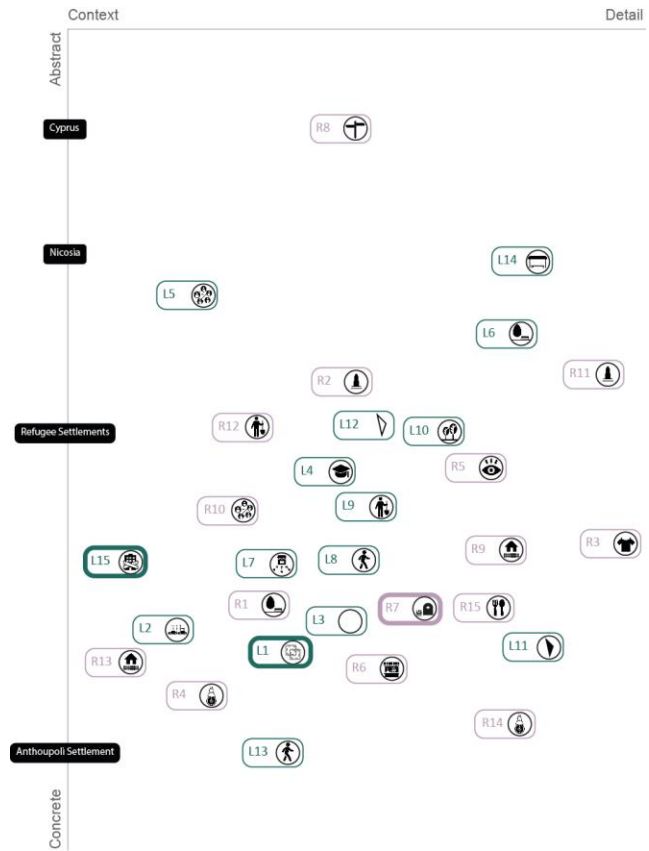 Context Detail
Abstract
Cyprus
R8
Nicosia
L14
L5
L6
R11
R2
R12
L12
L10
Refugee Settlements
L4
R5
R10
L9
R9
R3
L15
L7
L8
R1
R7
R15
L2
L3
L11
R13
L1
R6
R4
R14
Anthoupoli Settlement
L13
Concrete